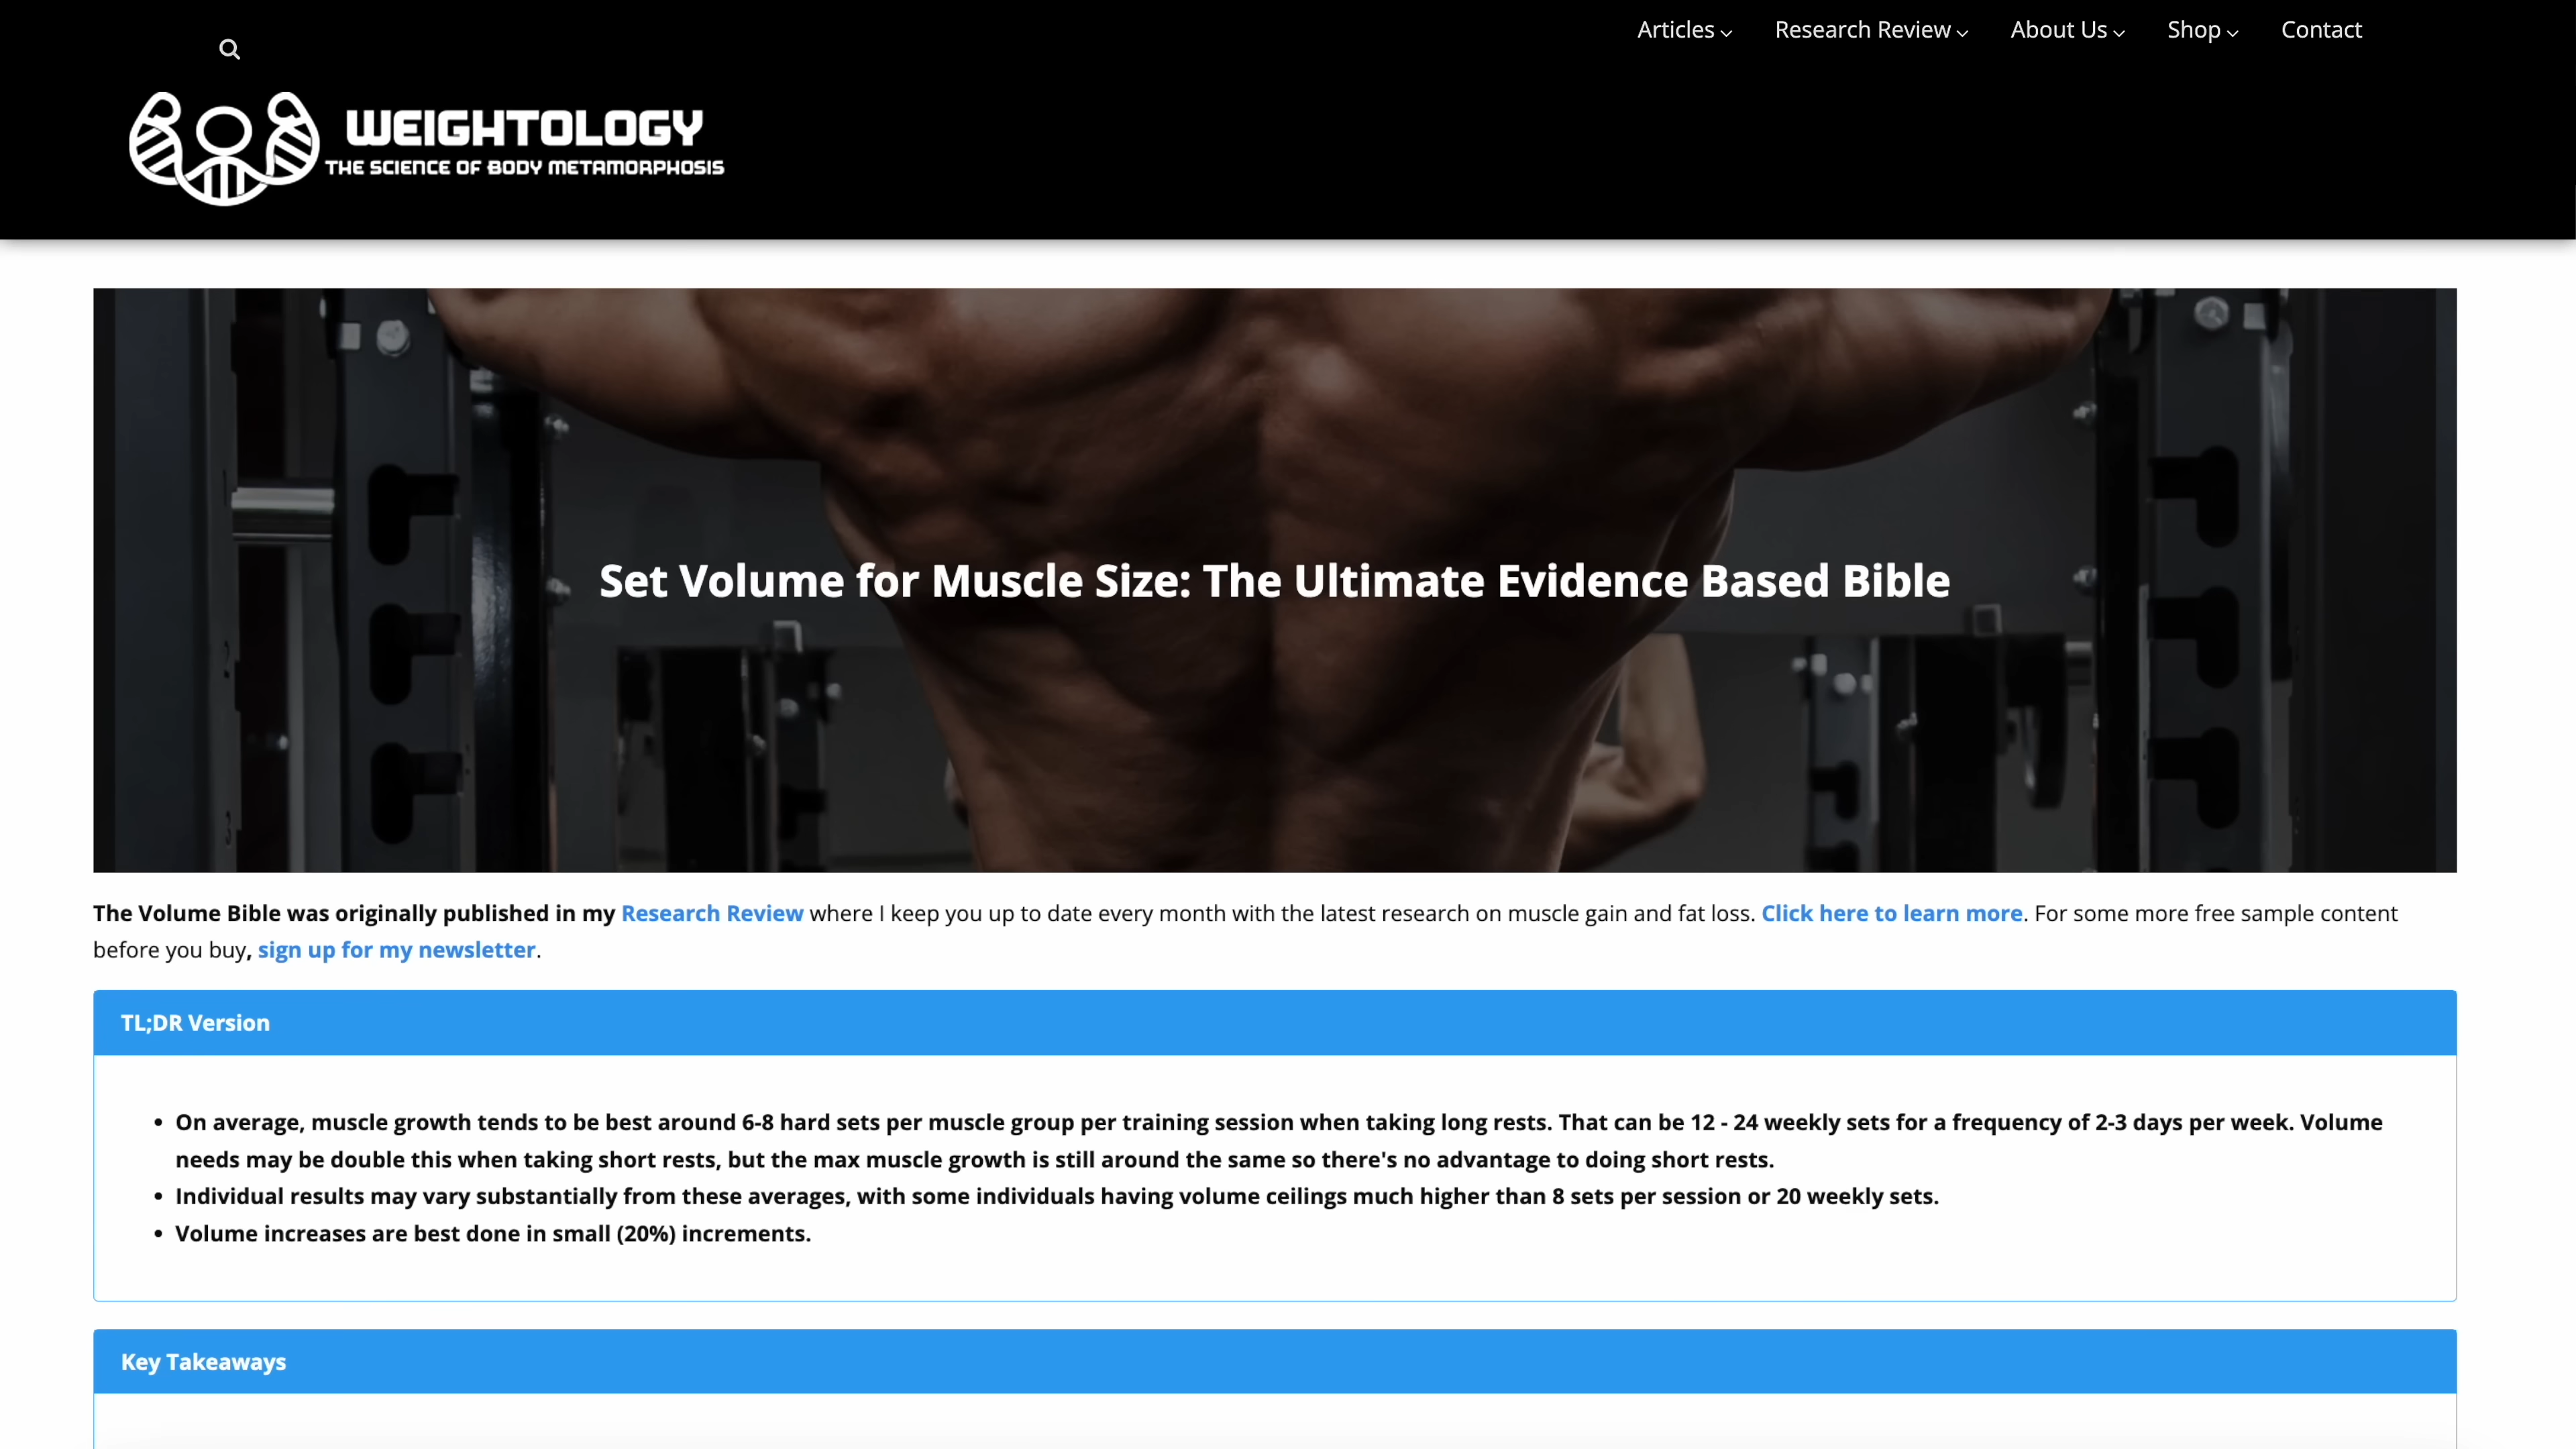 Articles Research Review About Us Shop Contact
WEIGHTOLOGY
THE SCIENCE OF BODY METAMORPHOSIS
Set Volume for Muscle Size: The Ultimate Evidence Based Bible
The Volume Bible was originally published in my Research Review where I keep you up to date every month with the latest research on muscle gain and fat loss. Click here to learn more. For some more free sample content
before you buy, sign up for my newsletter.
TL;DR Version
• On average, muscle growth tends to be best around 6-8 hard sets per muscle group per training session when taking long rests. That can be 12 - 24 weekly sets for a frequency of 2-3 days per week. Volume
needs may be double this when taking short rests, but the max muscle growth is still around the same so there's no advantage to doing short rests.
• Individual results may vary substantially from these averages, with some individuals having volume ceilings much higher than 8 sets per session or 20 weekly sets.
• Volume increases are best done in small (20%) increments.
Key Takeaways